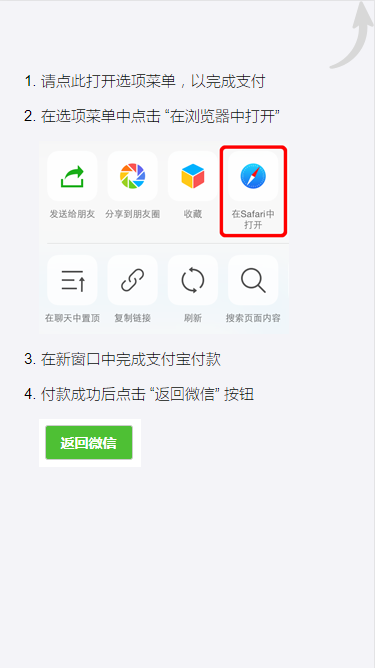 1. 请点此打开选项菜单，以完成支付
2. 在选项菜单中点击 “在浏览器中打开”
发送给朋友 分享到朋友圈 收藏 在Safari中
打开
在聊天中置顶 复制链接 刷新 搜索页面内容
3. 在新窗口中完成支付宝付款
4. 付款成功后点击 “返回微信” 按钮
返回微信